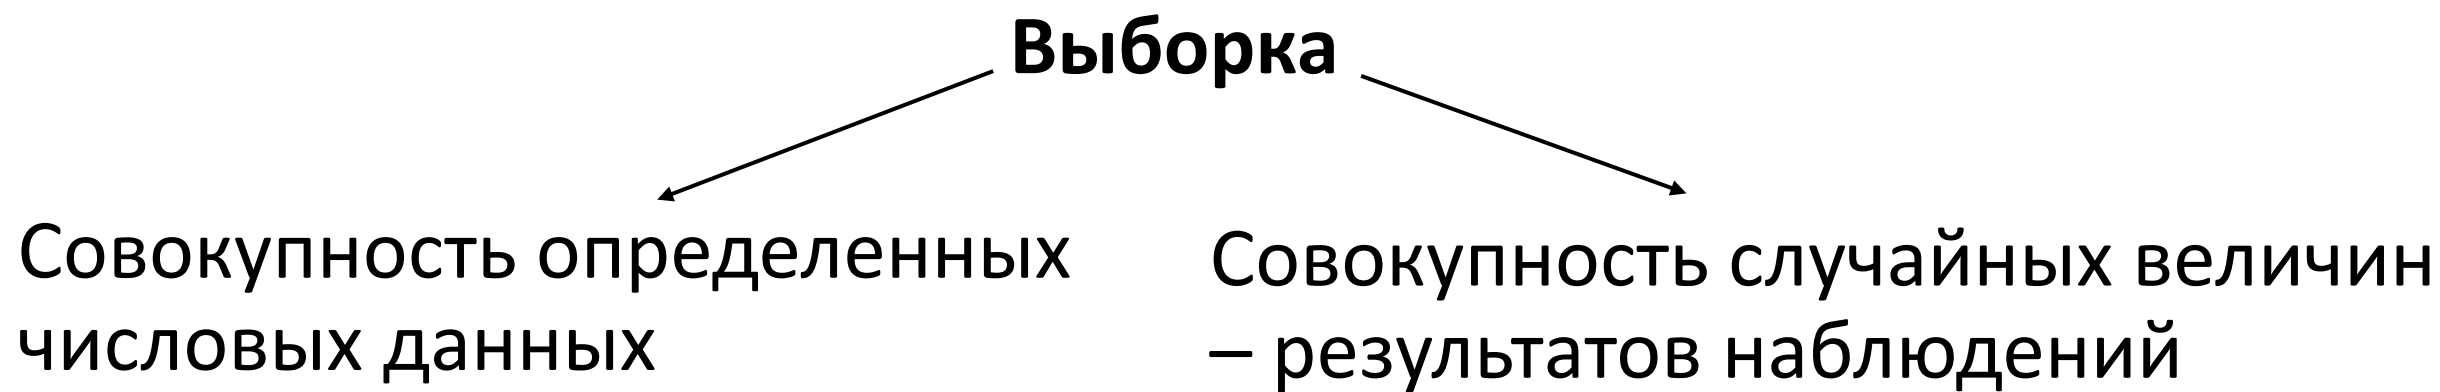 Выборка
Совокупность определенных
числовых данных
Совокупность случайных величин
– результатов наблюдений